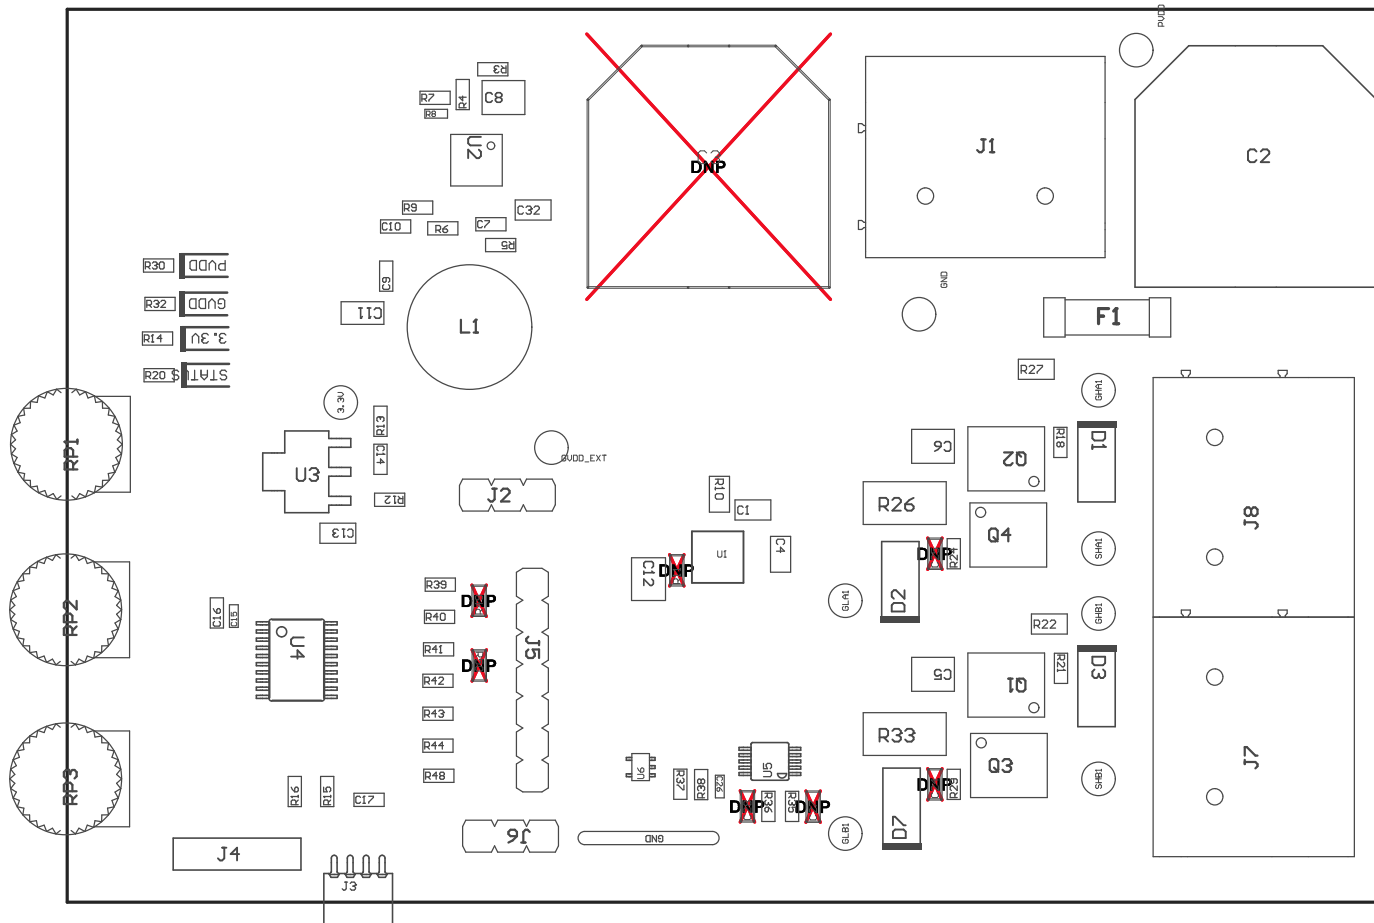 PVDD
R3
R7
R4
C8
R8
U2
DNP
J1
C2
R9
C32
C10
R6
C7
R5
R30
PVDD
C9
GND
R32
GVDD
C11
L1
F1
R14
3.3V
R20
STATUS
R27
3.3V
GHA1
RP1
R13
C14
U3
GVDD_EXT
C6
Q2
R18
D1
J2
R12
R10
C1
R26
J8
C13
Q4
U1
C4
DNP
R24
SHA1
C12
DNP
R39
DNP
GLA1
D2
RP2
C16
C15
R40
GHB1
R22
U4
R41
J5
DNP
R42
C5
Q1
R21
D3
R43
R33
R44
J7
R48
U6
U5
Q3
SHB1
RP3
R16
R15
C17
R37
R38
C26
DNP
R36
R35
DNP
DNP
R29
J6
GND
GLB1
D7
J4
J3